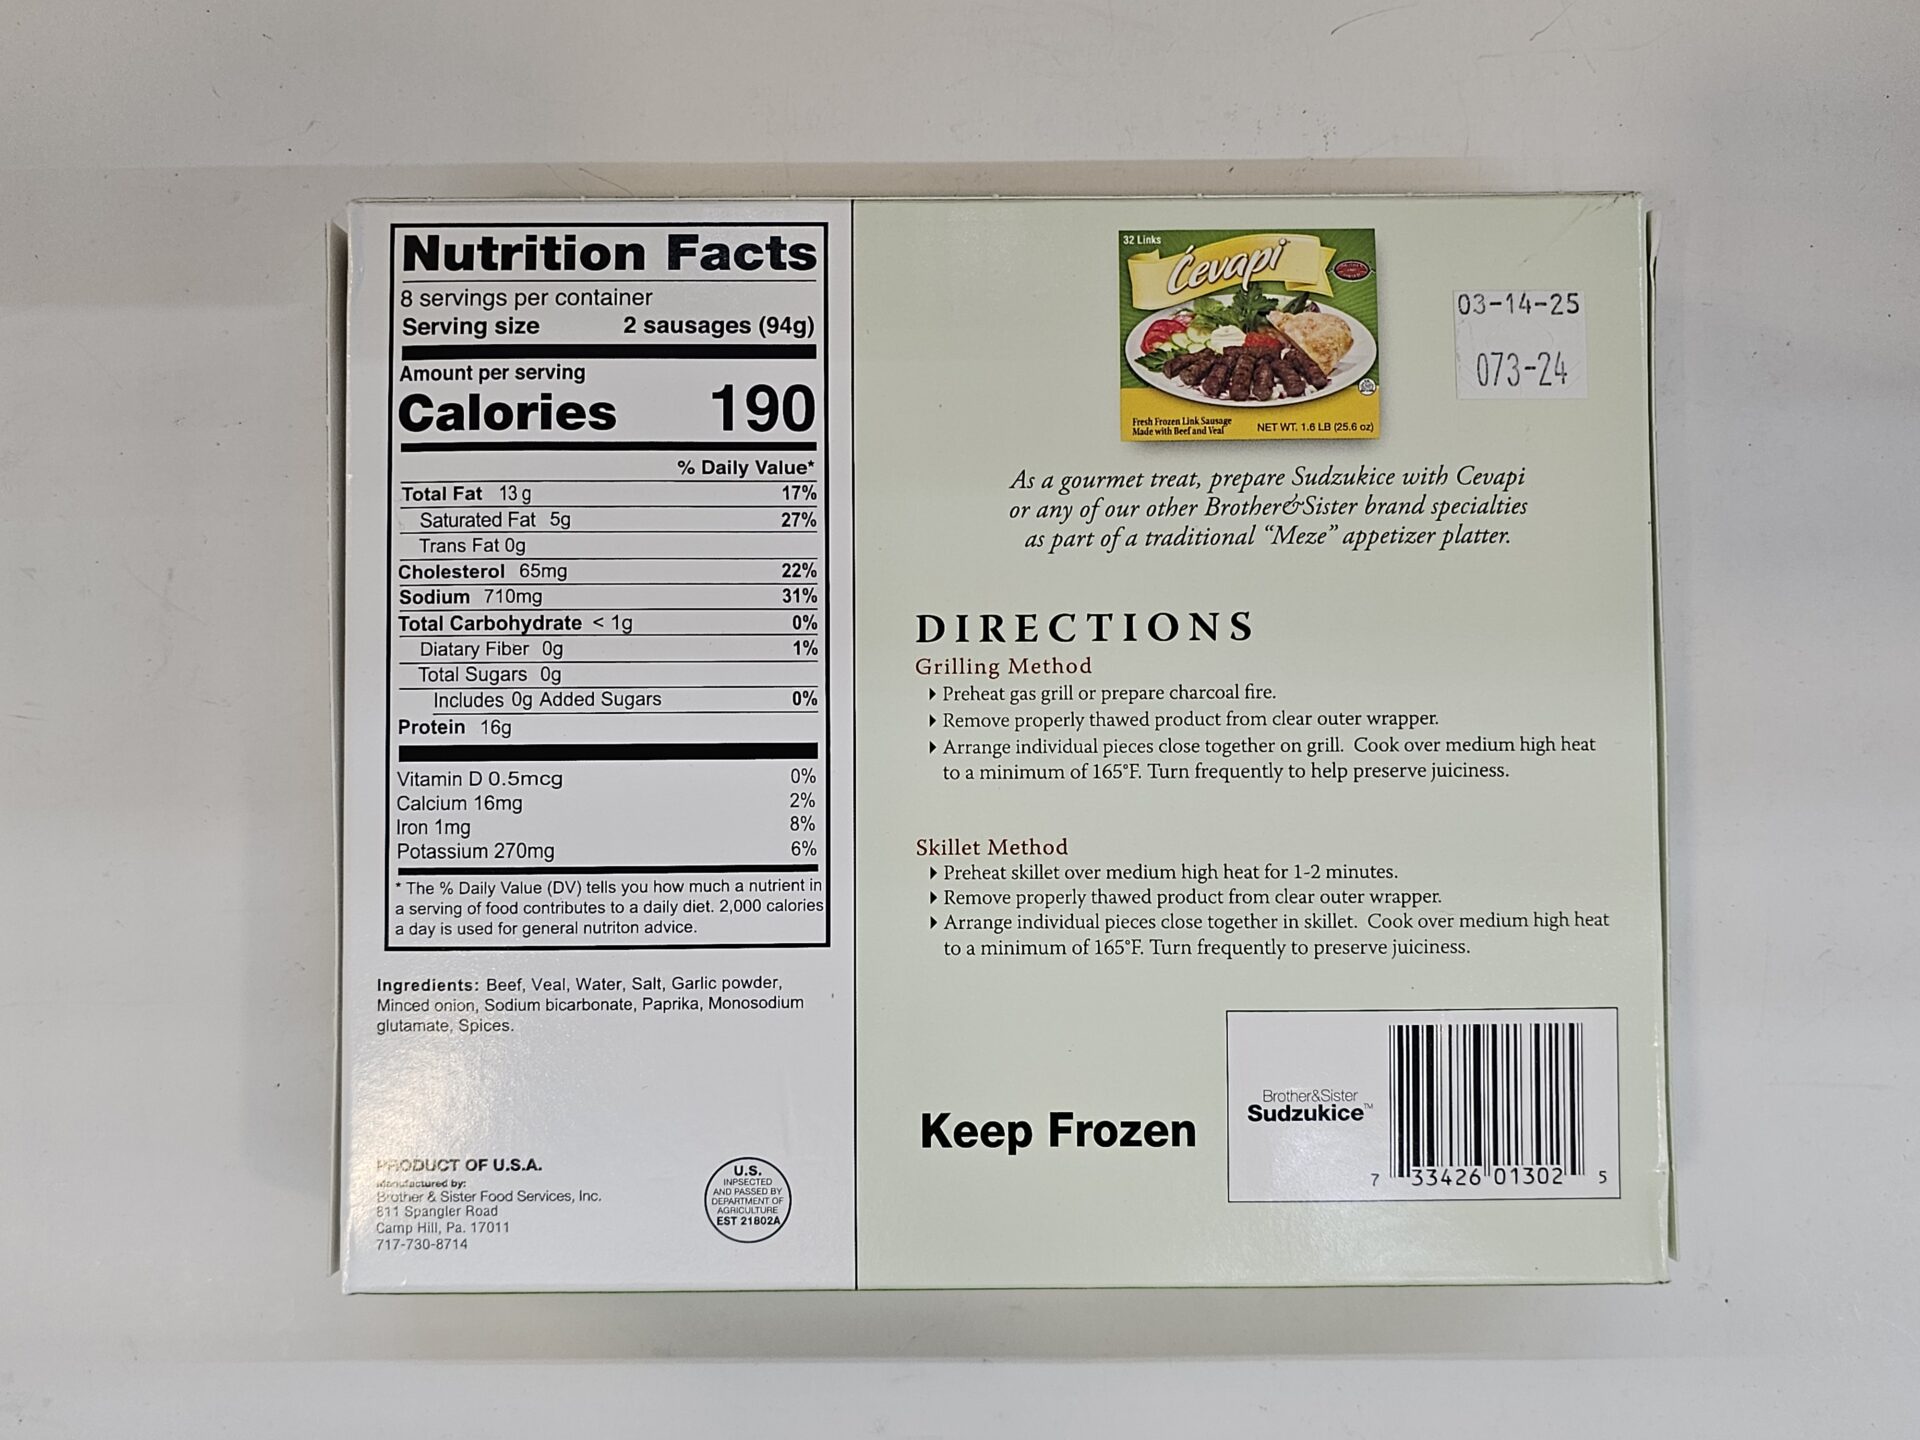 Nutrition Facts
8 servings per container
Serving size 2 sausages (94g)
Amount per serving
Calories 190
% Daily Value*
Total Fat 13 g 17%
Saturated Fat 5g 27%
Trans Fat 0g
Cholesterol 65mg 22%
Sodium 710mg 31%
Total Carbohydrate < 1g 0%
Diatary Fiber 0g 1%
Total Sugars 0g
Includes 0g Added Sugars 0%
Protein 16g
Vitamin D 0.5mcg 0%
Calcium 16mg 2%
Iron 1mg 8%
Potassium 270mg 6%
* The % Daily Value (DV) tells you how much a nutrient in
a serving of food contributes to a daily diet. 2,000 calories
a day is used for general nutriton advice.
Ingredients: Beef, Veal, Water, Salt, Garlic powder,
Minced onion, Sodium bicarbonate, Paprika, Monosodium
glutamate, Spices.
PRODUCT OF U.S.A.
Manufactured by:
Brother & Sister Food Services, Inc.
811 Spangler Road
Camp Hill, Pa. 17011
717-730-8714
U.S.
INPSECTED
AND PASSED BY
DEPARTMENT OF
AGRICULTURE
EST 21802A
32 Links
Ćevapi
Fresh Frozen Link Sausage
Made with Beef and Veal
NET WT. 1.6 LB (25.6 oz)
03-14-25
073-24
As a gourmet treat, prepare Sudzukice with Cevapi
or any of our other Brother&Sister brand specialties
as part of a traditional “Meze” appetizer platter.
DIRECTIONS
Grilling Method
Preheat gas grill or prepare charcoal fire.
Remove properly thawed product from clear outer wrapper.
Arrange individual pieces close together on grill. Cook over medium high heat
to a minimum of 165°F. Turn frequently to help preserve juiciness.
Skillet Method
Preheat skillet over medium high heat for 1-2 minutes.
Remove properly thawed product from clear outer wrapper.
Arrange individual pieces close together in skillet. Cook over medium high heat
to a minimum of 165°F. Turn frequently to preserve juiciness.
Keep Frozen
Brother&Sister
Sudzukice™
7 33426 01302 5